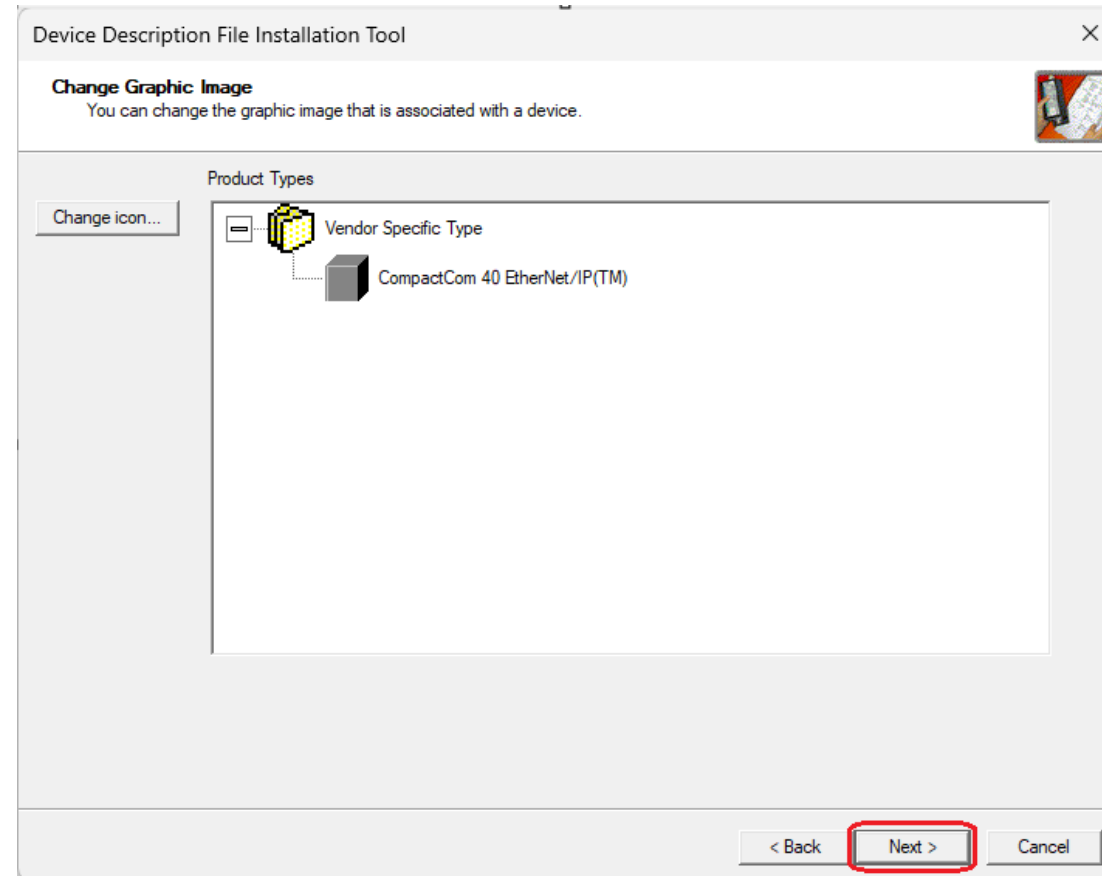 Device Description File Installation Tool
Change Graphic Image
You can change the graphic image that is associated with a device.
Product Types
Change icon...
Vendor Specific Type
CompactCom 40 EtherNet/IP(TM)
< Back
Next >
Cancel